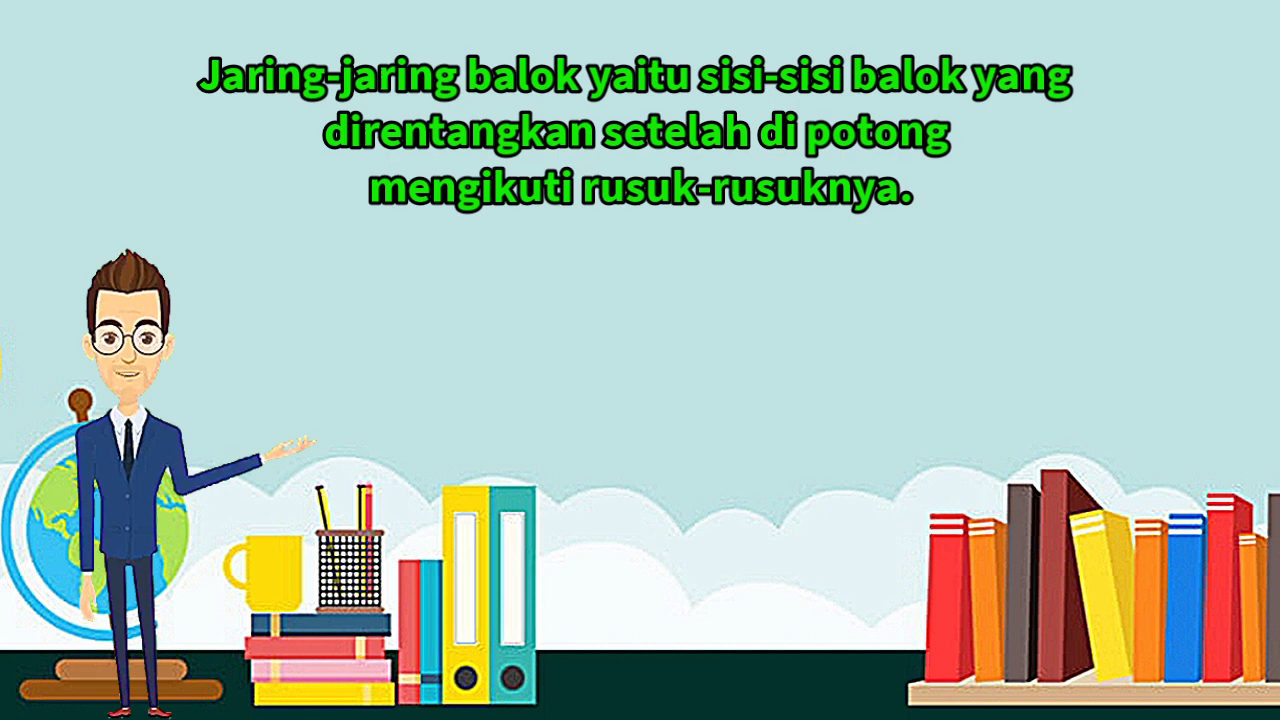 Jaring-jaring balok yaitu sisi-sisi balok yang
direntangkan setelah di potong
mengikuti rusuk-rusuknya.